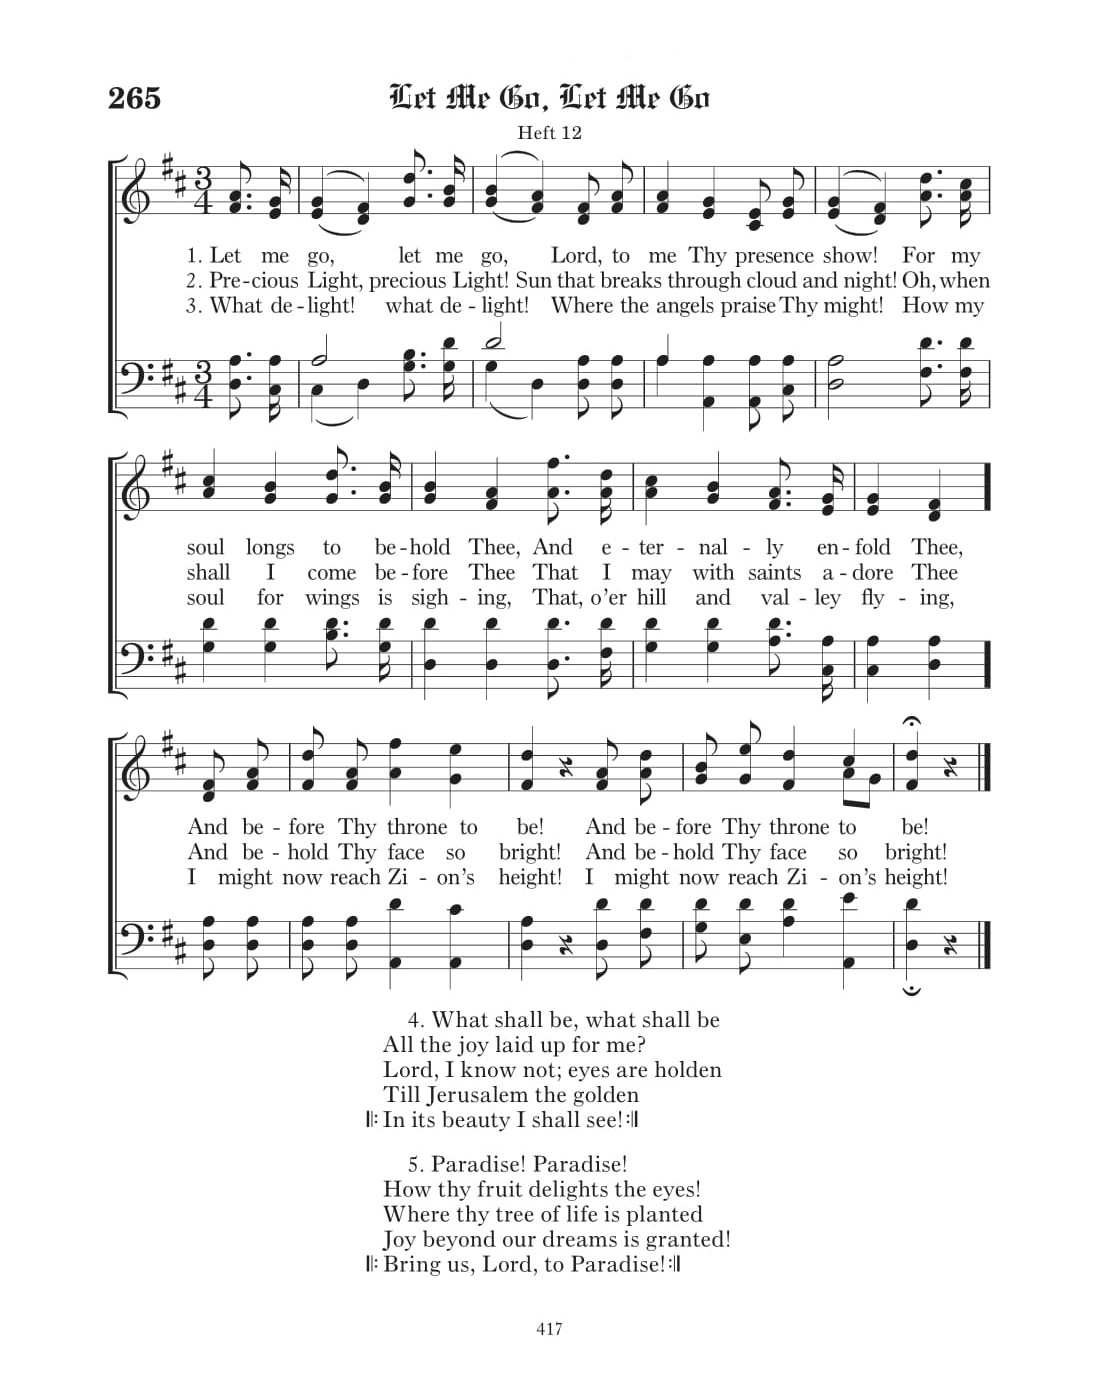 265 Let Me Go, Let Me Go
Heft 12
1. Let me go, let me go, Lord, to me Thy presence show! For my
2. Pre-cious Light, precious Light! Sun that breaks through cloud and night! Oh, when
3. What de-light! what de-light! Where the angels praise Thy might! How my
soul longs to be-hold Thee, And e-ter-nal-ly en-fold Thee,
shall I come be-fore Thee That I may with saints a-dore Thee
soul for wings is sigh-ing, That, o'er hill and val-ley fly-ing,
And be-fore Thy throne to be! And be-fore Thy throne to be!
And be-hold Thy face so bright! And be-hold Thy face so bright!
I might now reach Zi-on's height! I might now reach Zi-on's height!
4. What shall be, what shall be
All the joy laid up for me?
Lord, I know not; eyes are holden
Till Jerusalem the golden
𝄆 In its beauty I shall see! 𝄇
5. Paradise! Paradise!
How thy fruit delights the eyes!
Where thy tree of life is planted
Joy beyond our dreams is granted!
𝄆 Bring us, Lord, to Paradise! 𝄇
417